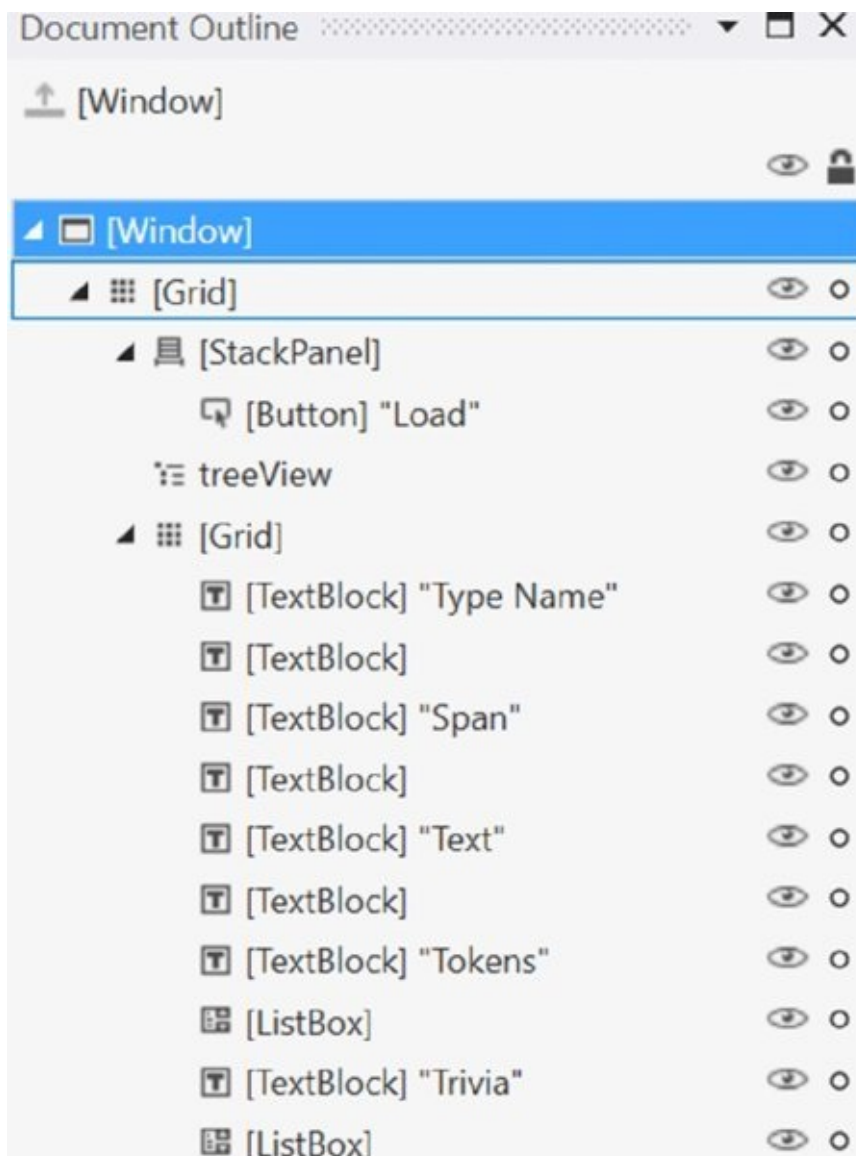 Document Outline
[Window]
[Window]
[Grid]
[StackPanel]
[Button] "Load"
treeView
[Grid]
[TextBlock] "Type Name"
[TextBlock]
[TextBlock] "Span"
[TextBlock]
[TextBlock] "Text"
[TextBlock]
[TextBlock] "Tokens"
[ListBox]
[TextBlock] "Trivia"
[ListBox]